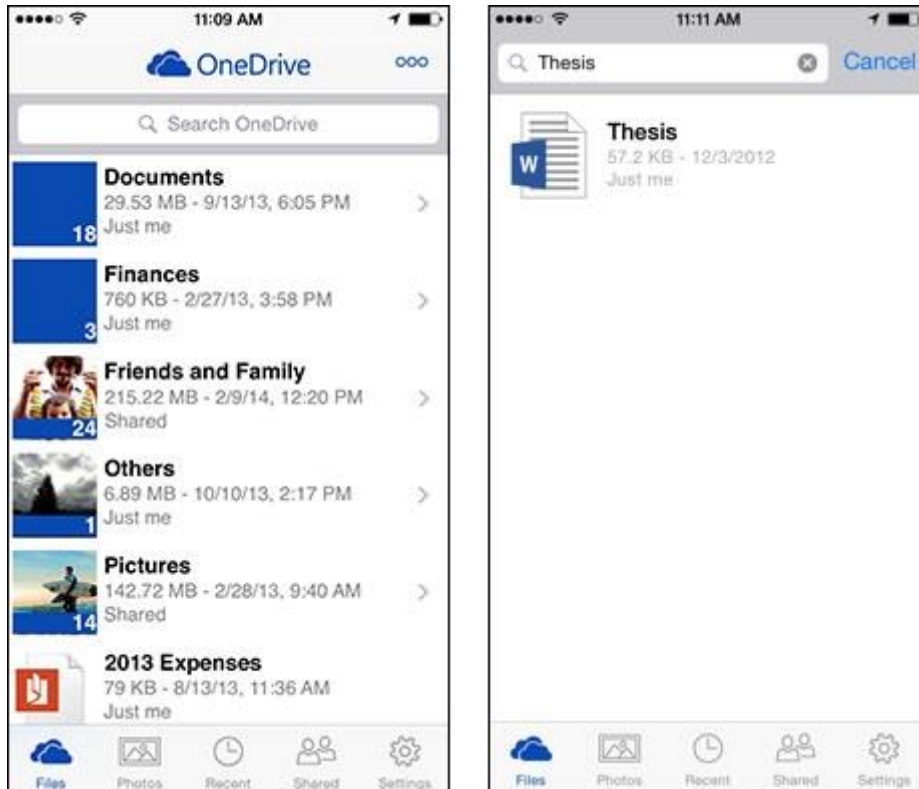 11:09 AM
OneDrive
Search OneDrive
Documents
29.53 MB - 9/13/13, 6:05 PM
Just me
18
Finances
760 KB - 2/27/13, 3:58 PM
Just me
3
Friends and Family
215.22 MB - 2/9/14, 12:20 PM
Shared
24
Others
6.89 MB - 10/10/13, 2:17 PM
Just me
1
Pictures
142.72 MB - 2/28/13, 9:40 AM
Shared
14
2013 Expenses
79 KB - 8/13/13, 11:36 AM
Just me
Files Photos Recent Shared Settings
11:11 AM
Thesis Cancel
W
Thesis
57.2 KB - 12/3/2012
Just me
Files Photos Recent Shared Settings